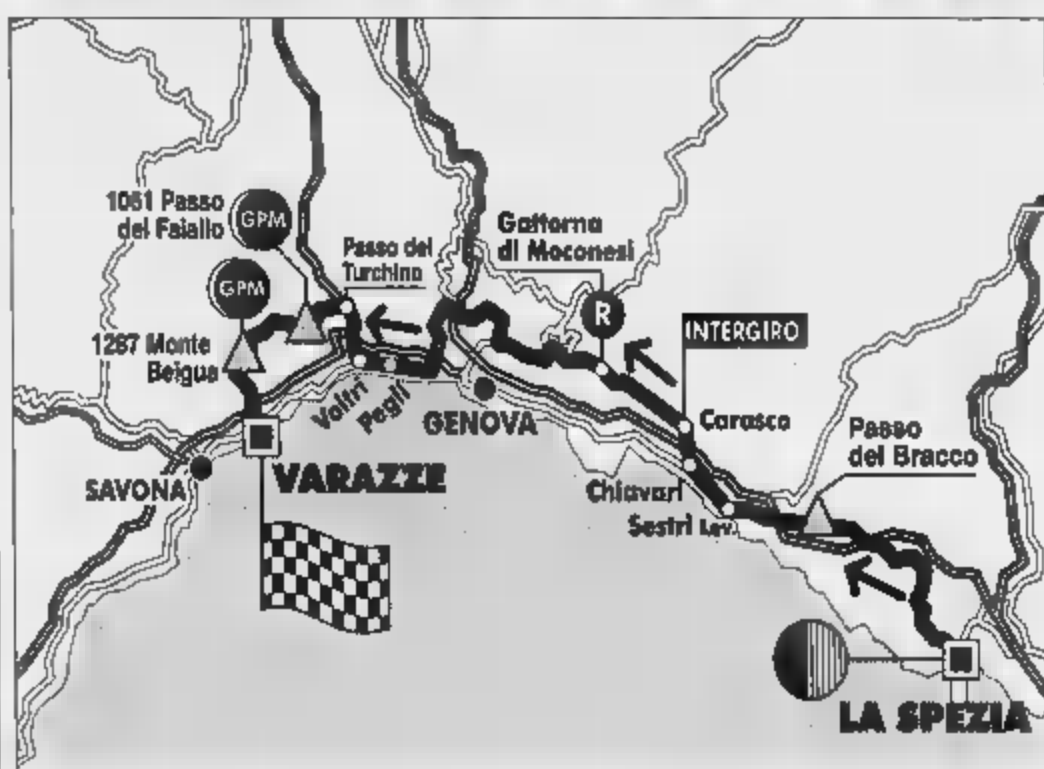 1061 Passo
del Faiallo
GPM
Passo del
Turchino
Gattorna
di Moconesi
GPM
R
INTERGIRO
1287 Monte
Beigua
Voltri
Pegli
GENOVA
Carasco
Passo
del Bracco
SAVONA
VARAZZE
Chiavari
Sestri Lev.
LA SPEZIA